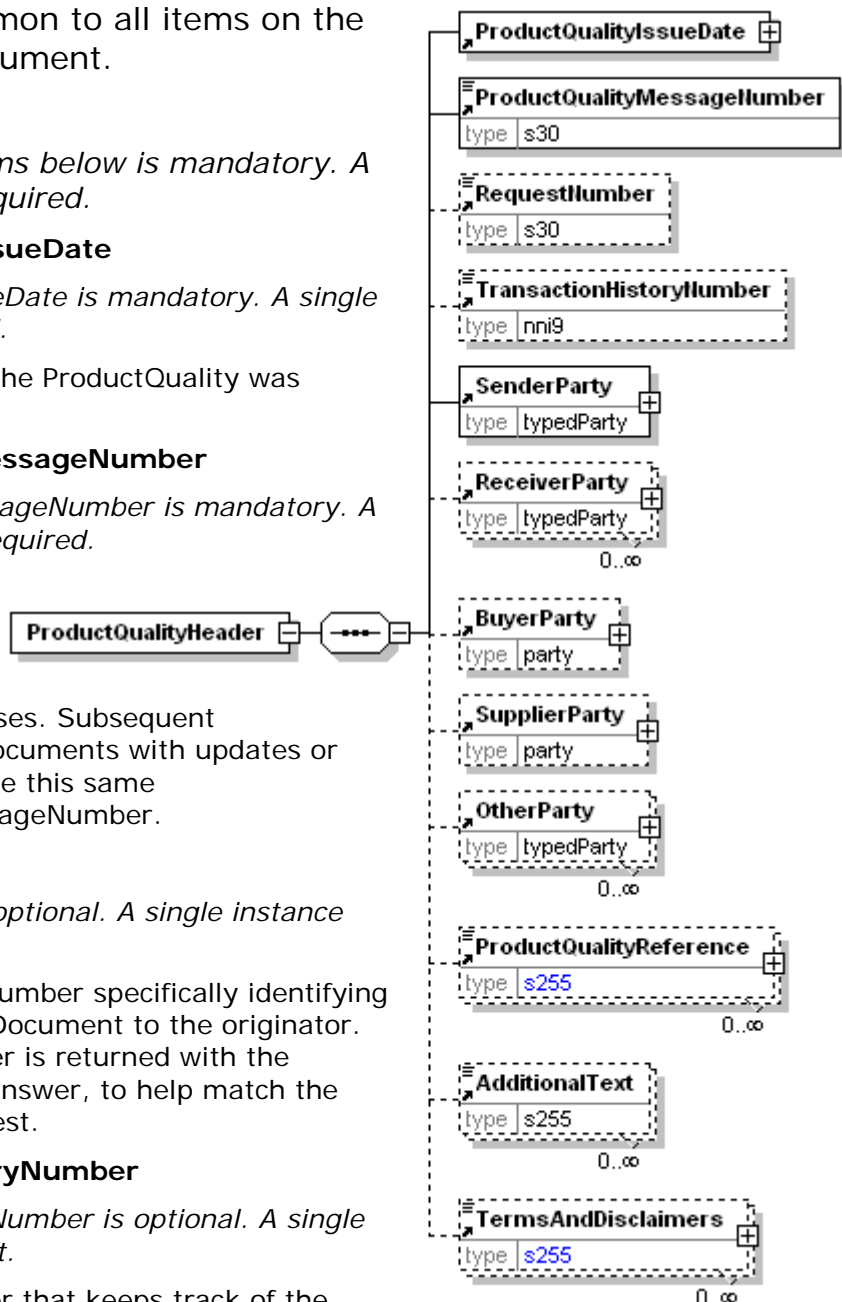 mon to all items on the
ument.
ms below is mandatory. A
quired.
ssueDate
eDate is mandatory. A single
.
the ProductQuality was
essageNumber
ageNumber is mandatory. A
equired.
ses. Subsequent
ocuments with updates or
e this same
ageNumber.
optional. A single instance
umber specifically identifying
Document to the originator.
er is returned with the
nswer, to help match the
est.
ryNumber
Number is optional. A single
t.
er that keeps track of the
ProductQualityHeader
ProductQualityIssueDate
ProductQualityMessageNumber
type s30
RequestNumber
type s30
TransactionHistoryNumber
type nni9
SenderParty
type typedParty
ReceiverParty
type typedParty
0..∞
BuyerParty
type party
SupplierParty
type party
OtherParty
type typedParty
0..∞
ProductQualityReference
type s255
0..∞
AdditionalText
type s255
0..∞
TermsAndDisclaimers
type s255
0..∞